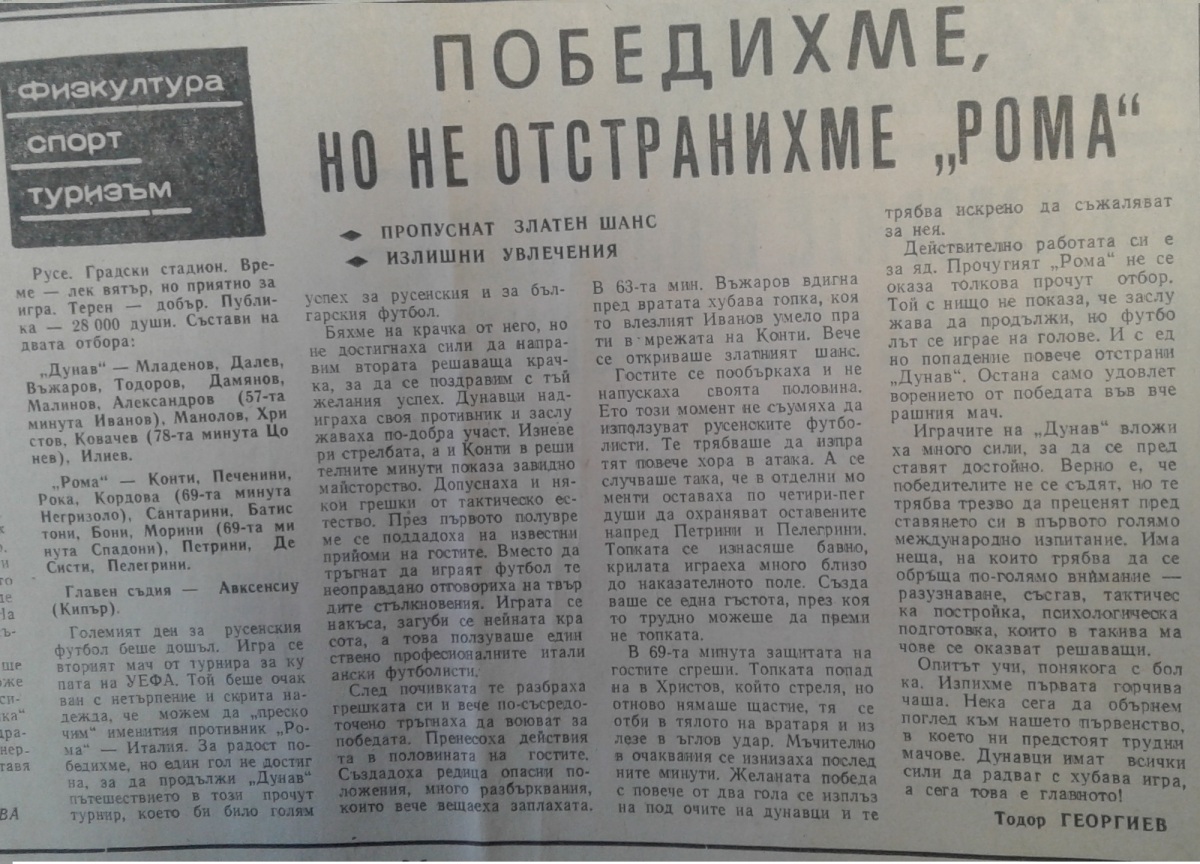 физкултура
спорт
туризъм
ПОБЕДИХМЕ,
НО НЕ ОТСТРАНИХМЕ „РОМА“
ПРОПУСНАТ ЗЛАТЕН ШАНС
ИЗЛИШНИ УВЛЕЧЕНИЯ
Русе. Градски стадион. Вре-
ме — лек вятър, но приятно за
игра. Терен — добър. Публи-
ка — 28 000 души. Състави на
двата отбора:
„Дунав“ — Младенов, Далев,
Въжаров, Тодоров, Дамянов,
Малинов, Александров (57-та
минута Иванов), Манолов, Хри
стов, Ковачев (78-та минута Цо
нев), Илиев.
„Рома“ — Конти, Печенини,
Рока, Кордова (69-та минута
Негризоло), Сантарини, Батис
тони, Бони, Морини (69-та ми
нута Спадони), Петрини, Де
Систи, Пелегрини.
Главен съдия — Авксенсиу
(Кипър).
Големият ден за русенския
футбол беше дошъл. Игра се
вторият мач от турнира за ку
пата на УЕФА. Той беше очак
ван с нетърпение и скрита на-
дежда, че можем да „преско
чим“ именития противник „Ро-
ма“ — Италия. За радост по-
бедихме, но един гол не достиг
на, за да продължи „Дунав“
пътешествието в този прочут
турнир, което би било голям
успех за русенския и за бъл-
гарския футбол.
Бяхме на крачка от него, но
не достигнаха сили да напра-
вим втората решаваща крач-
ка, за да се поздравим с тъй
желания успех. Дунавци над-
играха своя противник и заслу
жаваха по-добра участ. Изневе
ри стрелбата, а и Конти в реши
телните минути показа завидно
майсторство. Допуснаха и ня-
кои грешки от тактическо ес-
тество. През първото полувре
ме се поддадоха на известни
прийоми на гостите. Вместо да
тръгнат да играят футбол те
неоправдано отговориха на твър
дите стълкновения. Играта се
накъса, загуби се нейната кра
сота, а това ползуваше един
ствено професионалните итали
ански футболисти.
След почивката те разбраха
грешката си и вече по-съсредо-
точено тръгнаха да воюват за
победата. Пренесоха действия
та в половината на гостите.
Създадоха редица опасни по-
ложения, много разбърквания,
които вече вещаеха заплахата.
В 63-та мин. Въжаров вдигна
пред вратата хубава топка, коя
то влезлият Иванов умело пра
ти в мрежата на Конти. Вече
се откриваше златният шанс.
Гостите се пообъркаха и не
напускаха своята половина.
Ето този момент не съумяха да
използуват русенските футбо-
листи. Те трябваше да изпра
тят повече хора в атака. А се
случваше така, че в отделни мо
менти оставаха по четири-пет
души да охраняват оставените
напред Петрини и Пелегрини.
Топката се изнасяше бавно,
крилата играеха много близо
до наказателното поле. Създа
ваше се една гъстота, през коя
то трудно можеше да преми
не топката.
В 69-та минута защитата на
гостите сгреши. Топката попад
на в Христов, който стреля, но
отново нямаше щастие, тя се
отби в тялото на вратаря и из
лезе в ъглов удар. Мъчително
в очаквания се изнизаха послед
ните минути. Желаната победа
с повече от два гола се изплъз
на под очите на дунавци и те
трябва искрено да съжаляват
за нея.
Действително работата си е
за яд. Прочутият „Рома“ не се
оказа толкова прочут отбор.
Той с нищо не показа, че заслу
жава да продължи, но футбо
лът се играе на голове. И с ед
но попадение повече отстрани
„Дунав“. Остана само удовлет
ворението от победата във вче
рашния мач.
Играчите на „Дунав“ вложи
ха много сили, за да се пред
ставят достойно. Верно е, че
победителите не се съдят, но те
трябва трезво да преценят пред
ставянето си в първото голямо
международно изпитание. Има
неща, на които трябва да се
обръща по-голямо внимание —
разузнаване, състав, тактичес
ка постройка, психологическа
подготовка, които в такива ма
чове се оказват решаващи.
Опитът учи, понякога с бол
ка. Изпихме първата горчива
чаша. Нека сега да обърнем
поглед към нашето първенство,
в което ни предстоят трудни
мачове. Дунавци имат всички
сили да радват с хубава игра,
а сега това е главното!
Тодор ГЕОРГИЕВ